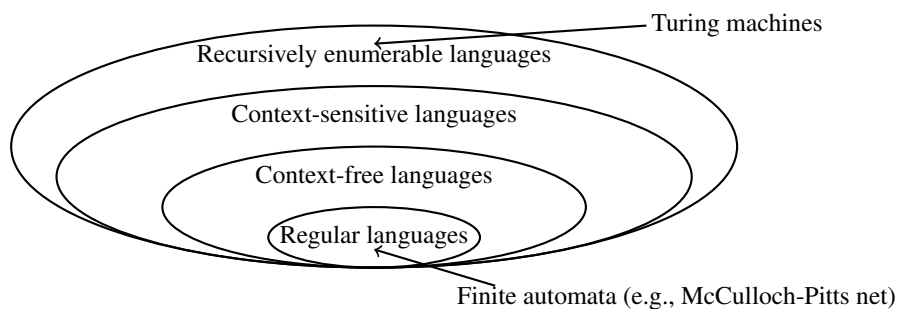 Turing machines
Recursively enumerable languages
Context-sensitive languages
Context-free languages
Regular languages
Finite automata (e.g., McCulloch-Pitts net)